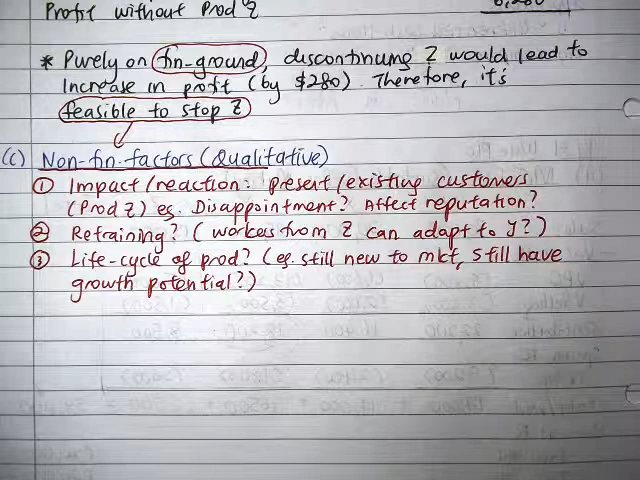 Profit without Prod Z
* Purely on fin-ground, discontinuing Z would lead to
increase in profit (by $280). Therefore, it's
feasible to stop Z
(c) Non-fin-factors (Qualitative)
① Impact/reaction: present/existing customers
(Prod Z) eg. Disappointment? Affect reputation?
② Retraining? (workers from Z can adapt to Y?)
③ Life-cycle of prod? (eg. still new to mkt, still have
growth potential?)